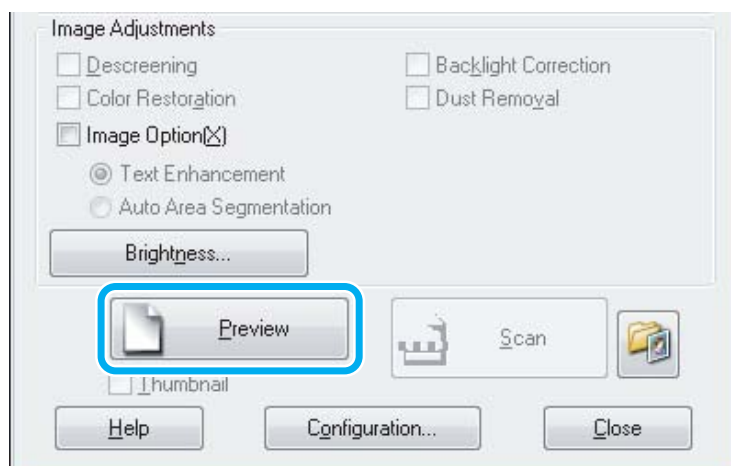 Image Adjustments
Descreening
Backlight Correction
Color Restoration
Dust Removal
Image Option(X)
Text Enhancement
Auto Area Segmentation
Brightness...
Preview
Scan
Thumbnail
Help
Configuration...
Close